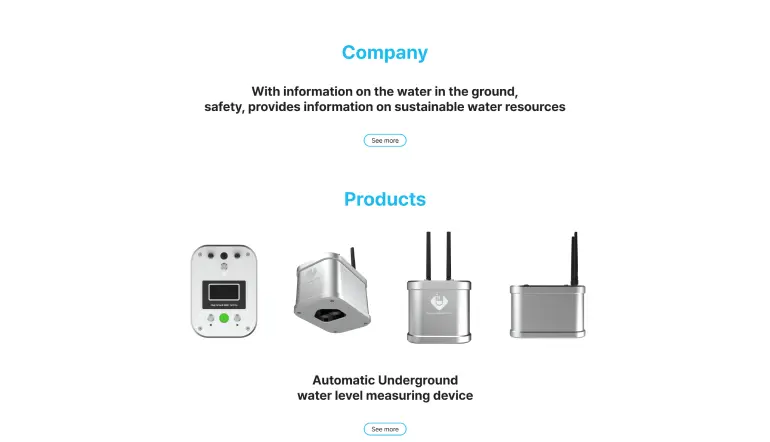 Company
With information on the water in the ground,
safety, provides information on sustainable water resources
See more
Products
Automatic Underground
water level measuring device
See more